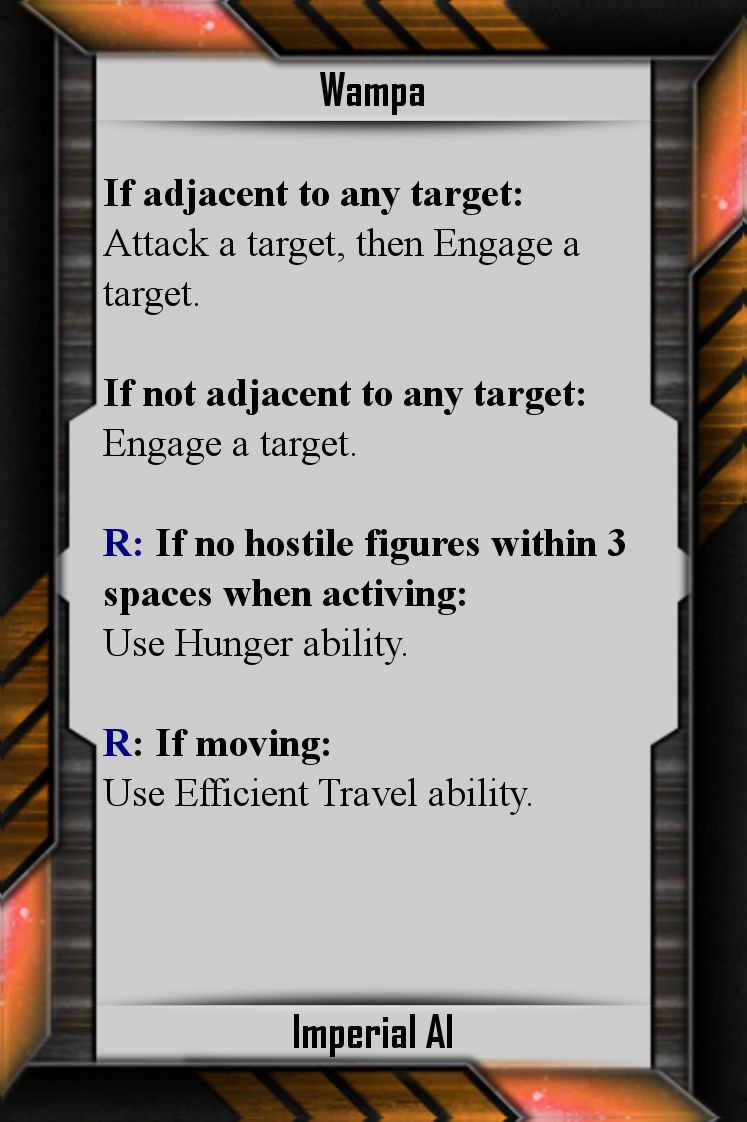 Wampa
If adjacent to any target:
Attack a target, then Engage a
target.
If not adjacent to any target:
Engage a target.
R: If no hostile figures within 3
spaces when activing:
Use Hunger ability.
R: If moving:
Use Efficient Travel ability.
Imperial AI